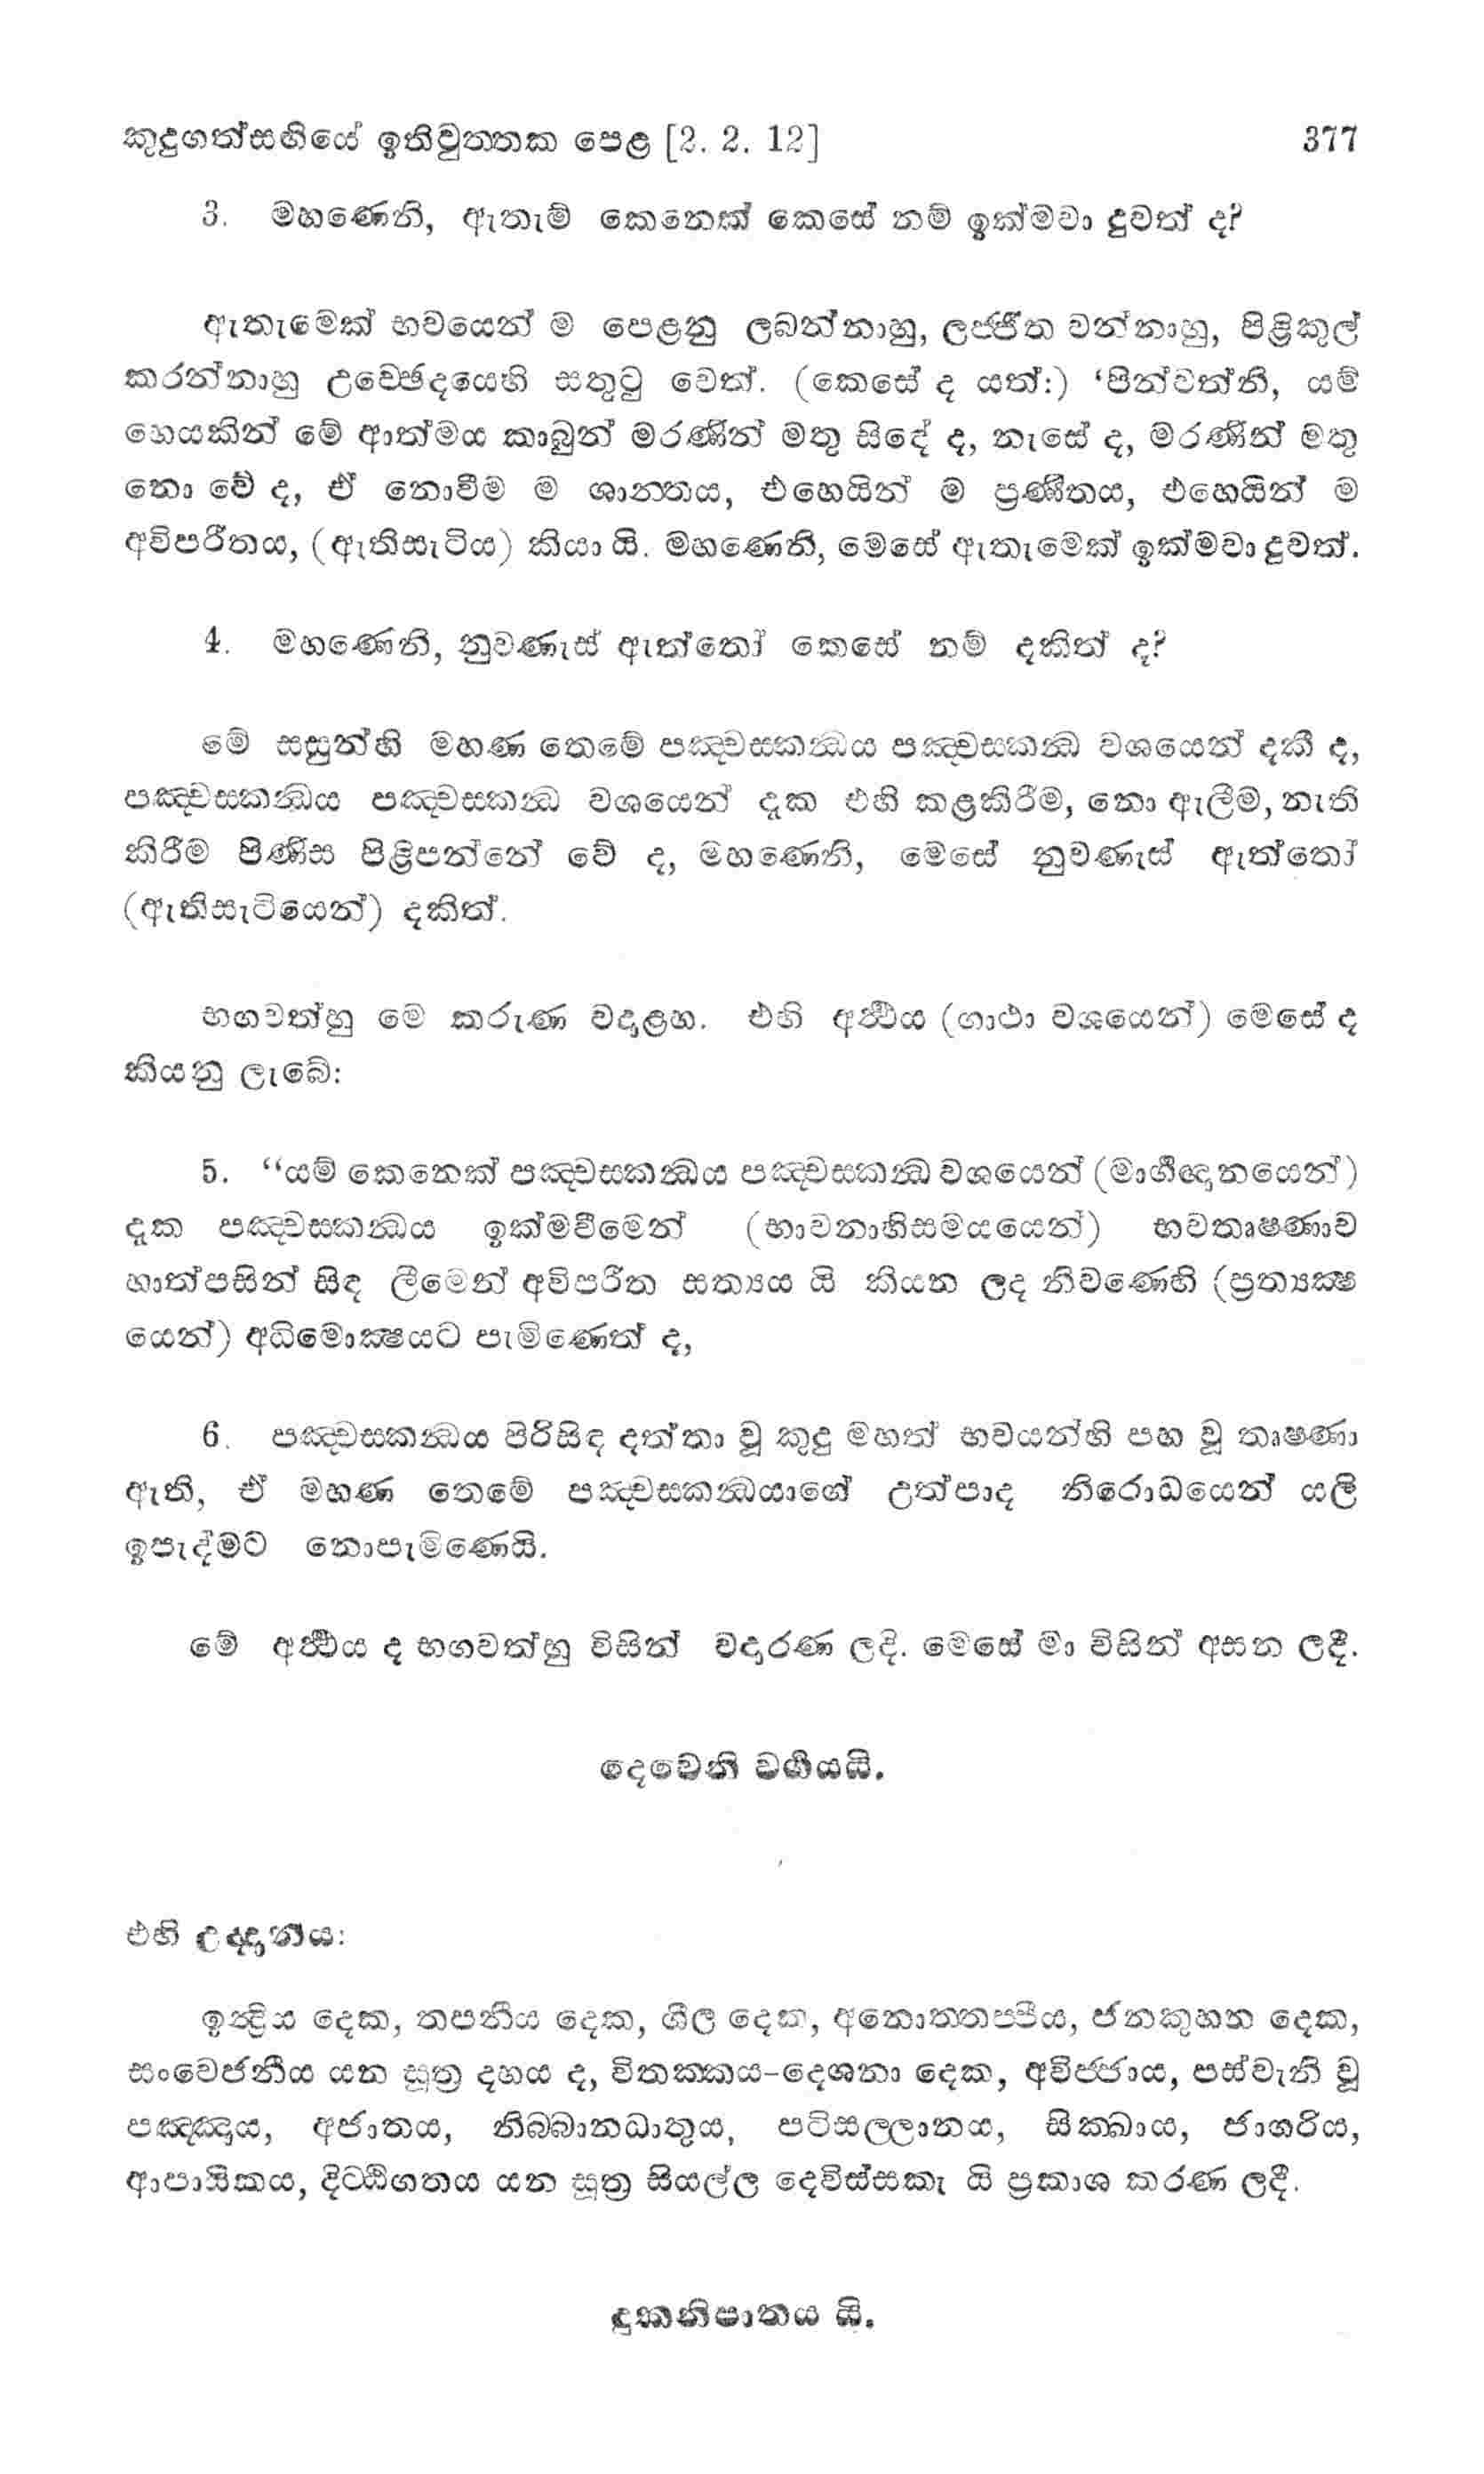 කුදුගත්සඟියේ ඉතිවුත්තක පෙළ [2. 2. 12] 377
3. මහණෙනි, ඇතැම් කෙනෙක් කෙසේ නම් ඉක්මවා දුවත් ද?
ඇතැමෙක් භවයෙන් ම පෙළනු ලබන්නාහු, ලජ්ජිත වන්නාහු, පිළිකුල්
කරන්නාහු උච්ඡේදයෙහි සතුටු වෙත්. (කෙසේ ද යත්:) ‘පින්වත්නි, යම්
හෙයකින් මේ ආත්මය කාබුන් මරණින් මතු සිඳේ ද, නැසේ ද, මරණින් මතු
නො වේ ද, ඒ නොවීම ම ශාන්තය, එහෙයින් ම ප්‍රණීතය, එහෙයින් ම
අවිපරීතය, (ඇතිසැටිය) කියා යි. මහණෙනි, මෙසේ ඇතැමෙක් ඉක්මවා දුවත්.
4. මහණෙනි, නුවණැස් ඇත්තෝ කෙසේ නම් දකිත් ද?
මේ සසුන්හි මහණ තෙමේ පඤ්චස්කන්ධය පඤ්චස්කන්ධ වශයෙන් දකී ද,
පඤ්චස්කන්ධය පඤ්චස්කන්ධ වශයෙන් දැක එහි කළකිරීම, නො ඇලීම, නැති
කිරීම පිණිස පිළිපන්නේ වේ ද, මහණෙනි, මෙසේ නුවණැස් ඇත්තෝ
(ඇතිසැටියෙන්) දකිත්.
භගවත්හු මෙ කරුණ වදාළහ. එහි අර්ථය (ගාථා වශයෙන්) මෙසේ ද
කියනු ලැබේ:
5. “යම් කෙනෙක් පඤ්චස්කන්ධය පඤ්චස්කන්ධ වශයෙන් (මාර්ගඥානයෙන්)
දැක පඤ්චස්කන්ධය ඉක්මවීමෙන් (භාවනාභිසමයයෙන්) භවතෘෂ්ණාව
හාත්පසින් සිඳ ලීමෙන් අවිපරීත සත්‍යය යි කියන ලද නිවණෙහි (ප්‍රත්‍යක්ෂ
යෙන්) අධිමොක්ෂයට පැමිණෙත් ද,
6. පඤ්චස්කන්ධය පිරිසිඳ දත්තා වූ කුදු මහත් භවයන්හි පහ වූ තෘෂ්ණා
ඇති, ඒ මහණ තෙමේ පඤ්චස්කන්ධයාගේ උත්පාද නිරොධයෙන් යලි
ඉපැද්මට නොපැමිණෙයි.
මේ අර්ථය ද භගවත්හු විසින් වදාරණ ලදි. මෙසේ මා විසින් අසන ලදී.
දෙවෙනි වර්ගයයි.
එහි උද්දානය:
ඉන්ද්‍රිය දෙක, තපනීය දෙක, ශීල දෙක, අනොත්තප්පීය, ජනකුහන දෙක,
සංවෙජනීය යන සූත්‍ර දහය ද, විතක්කය-දෙශනා දෙක, අවිජ්ජාය, පස්වැනි වූ
පඤ්ඤාය, අජාතය, නිබ්බානධාතුය, පටිසල්ලානය, සික්ඛාය, ජාගරිය,
ආපායිකය, දිට්ඨිගතය යන සූත්‍ර සියල්ල දෙවිස්සකැ යි ප්‍රකාශ කරණ ලදී.
දුකනිපාතය යි.